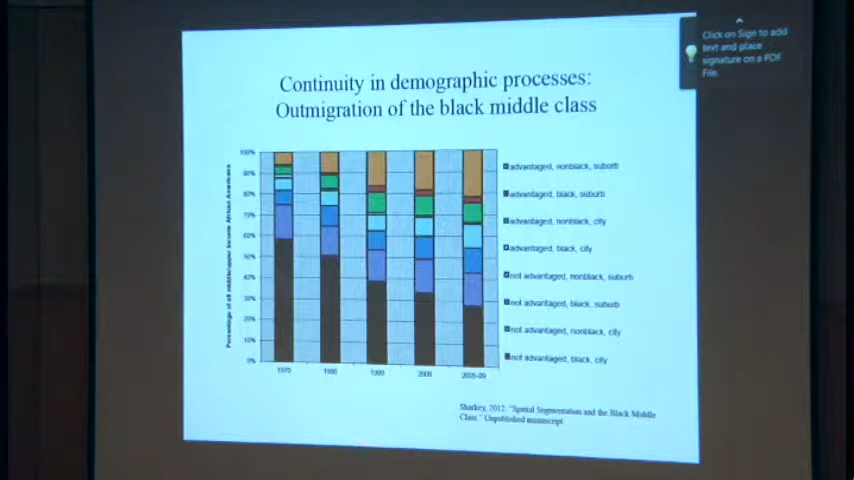 Click on Sign to add
text and place
signature on a PDF
File.
Continuity in demographic processes:
Outmigration of the black middle class
Percentage of all middle/upper income African Americans
100%
90%
80%
70%
60%
50%
40%
30%
20%
10%
0%
1970
1980
1990
2000
2005-09
advantaged, nonblack, suburb
advantaged, black, suburb
advantaged, nonblack, city
advantaged, black, city
not advantaged, nonblack, suburb
not advantaged, black, suburb
not advantaged, nonblack, city
not advantaged, black, city
Sharkey, 2012. "Spatial Segmentation and the Black Middle
Class." Unpublished manuscript